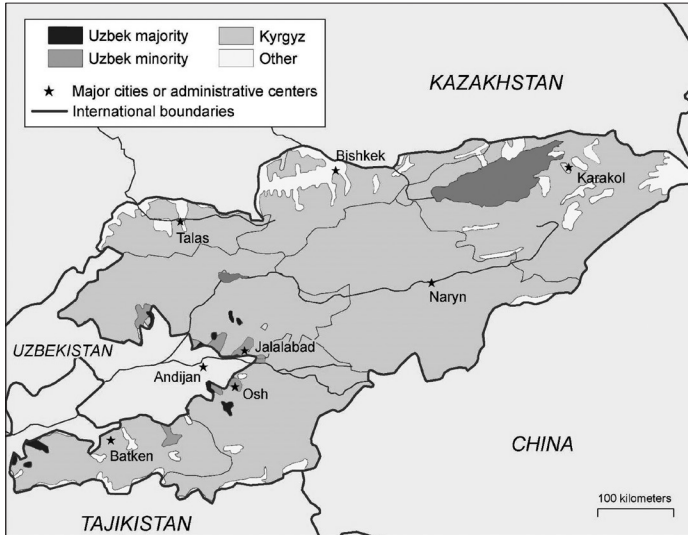 Uzbek majority
Uzbek minority
Kyrgyz
Other
Major cities or administrative centers
International boundaries
KAZAKHSTAN
Bishkek
Karakol
Talas
Naryn
UZBEKISTAN
Jalalabad
Andijan
Osh
Batken
CHINA
TAJIKISTAN
100 kilometers